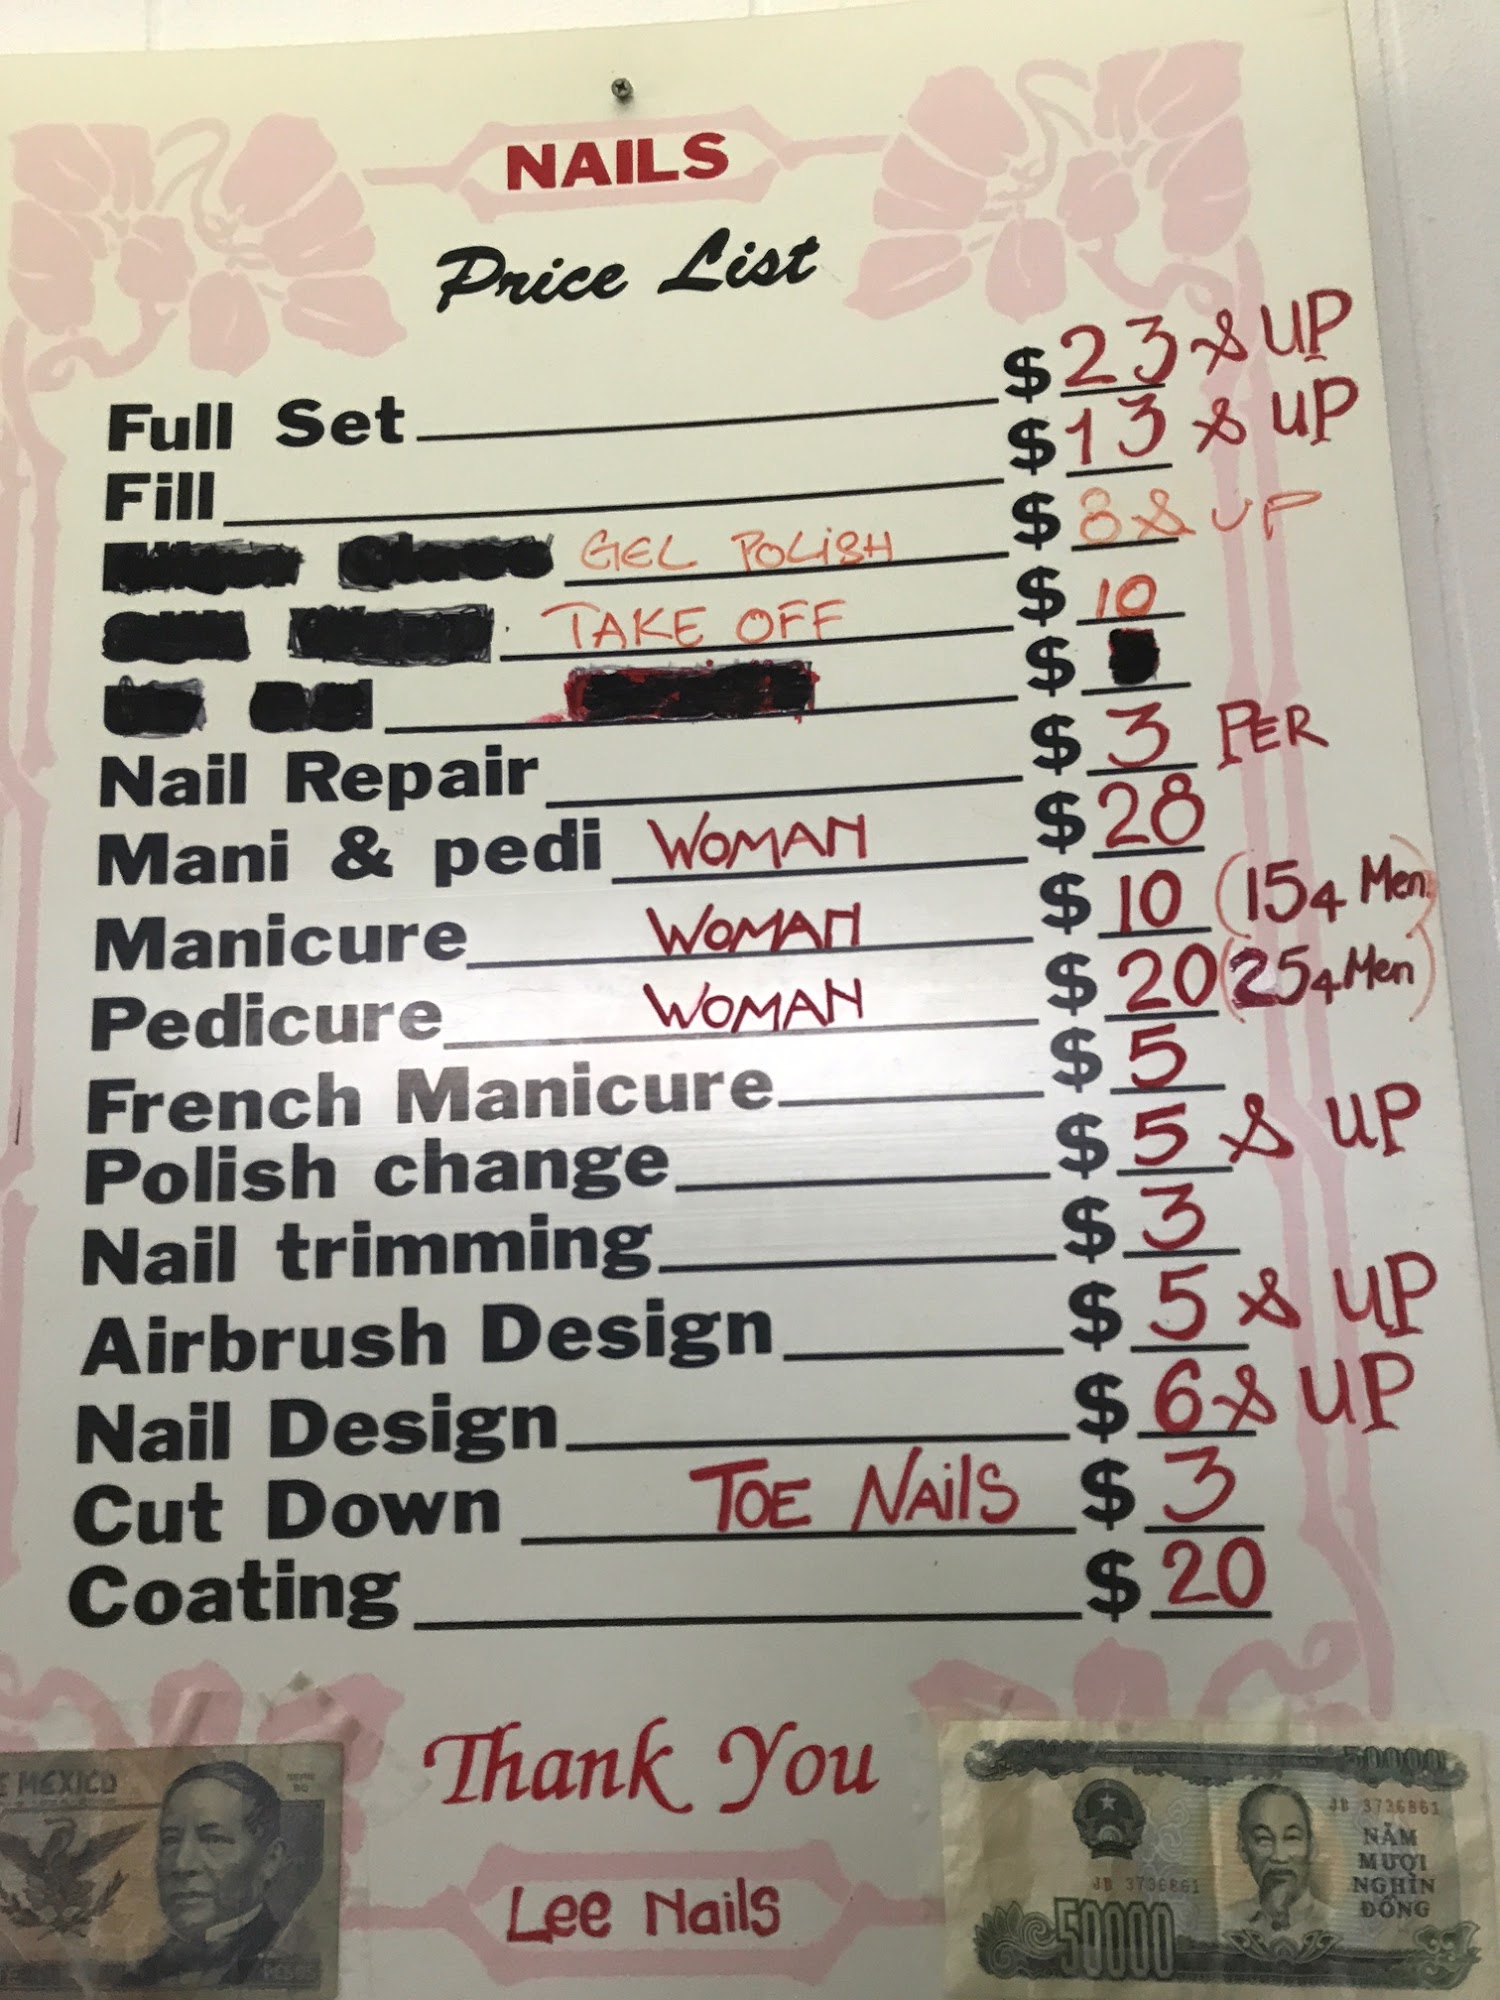 NAILS
Price List
Full Set $ 23 & UP
Fill $ 13 & UP
GEL POLISH $ 8 & UP
TAKE OFF $ 10
$
Nail Repair $ 3 PER
Mani & pedi WOMAN $ 28
Manicure WOMAN $ 10 (15 4 Men)
Pedicure WOMAN $ 20 (25 4 Men)
French Manicure $ 5
Polish change $ 5 & UP
Nail trimming $ 3
Airbrush Design $ 5 & UP
Nail Design $ 6 & UP
Cut Down TOE NAilS $ 3
Coating $ 20
Thank You
Lee Nails
MEXICO
50000
JB 3736861
NĂM
MƯƠI
NGHÌN
ĐỒNG
JB 3736861
50000